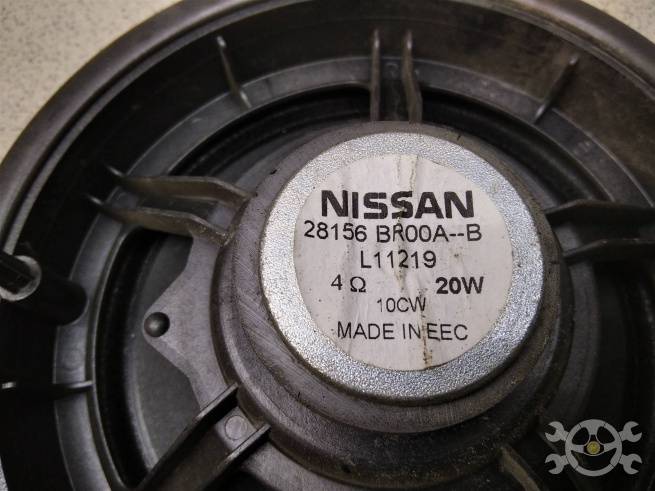 NISSAN
28156 BR00A--B
L11219
4 Ω 20W
10CW
MADE IN EEC